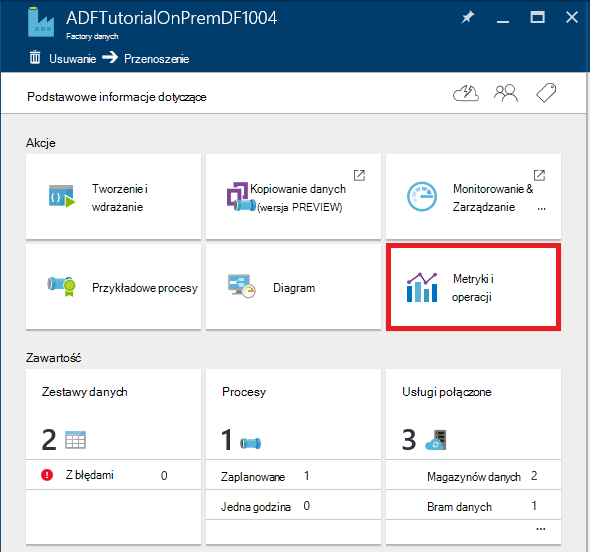 ADFTutorialOnPremDF1004
Factory danych
Usuwanie Przenoszenie
Podstawowe informacje dotyczące
Akcje
Tworzenie i
wdrażanie
Kopiowanie danych
(wersja PREVIEW)
Monitorowanie &
Zarządzanie ...
Przykładowe procesy
Diagram
Metryki i
operacji
Zawartość
Zestawy danych
2
Z błędami 0
Procesy
1
Zaplanowane 1
Jedna godzina 0
Usługi połączone
3
Magazynów danych 2
Bram danych 1
...